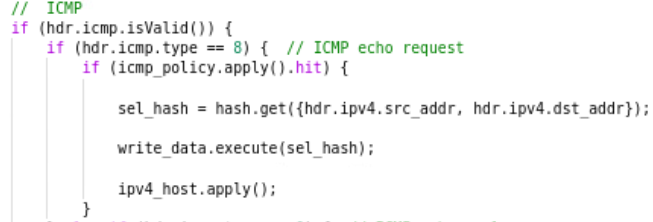 //  ICMP
if (hdr.icmp.isValid()) {
if (hdr.icmp.type == 8) {  // ICMP echo request
if (icmp_policy.apply().hit) {
sel_hash = hash.get({hdr.ipv4.src_addr, hdr.ipv4.dst_addr});
write_data.execute(sel_hash);
ipv4_host.apply();
}